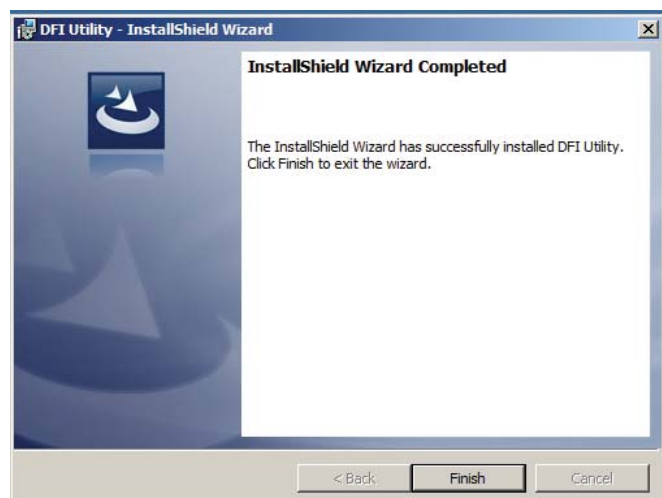 DFI Utility - InstallShield Wizard
InstallShield Wizard Completed
The InstallShield Wizard has successfully installed DFI Utility.
Click Finish to exit the wizard.
< Back
Finish
Cancel